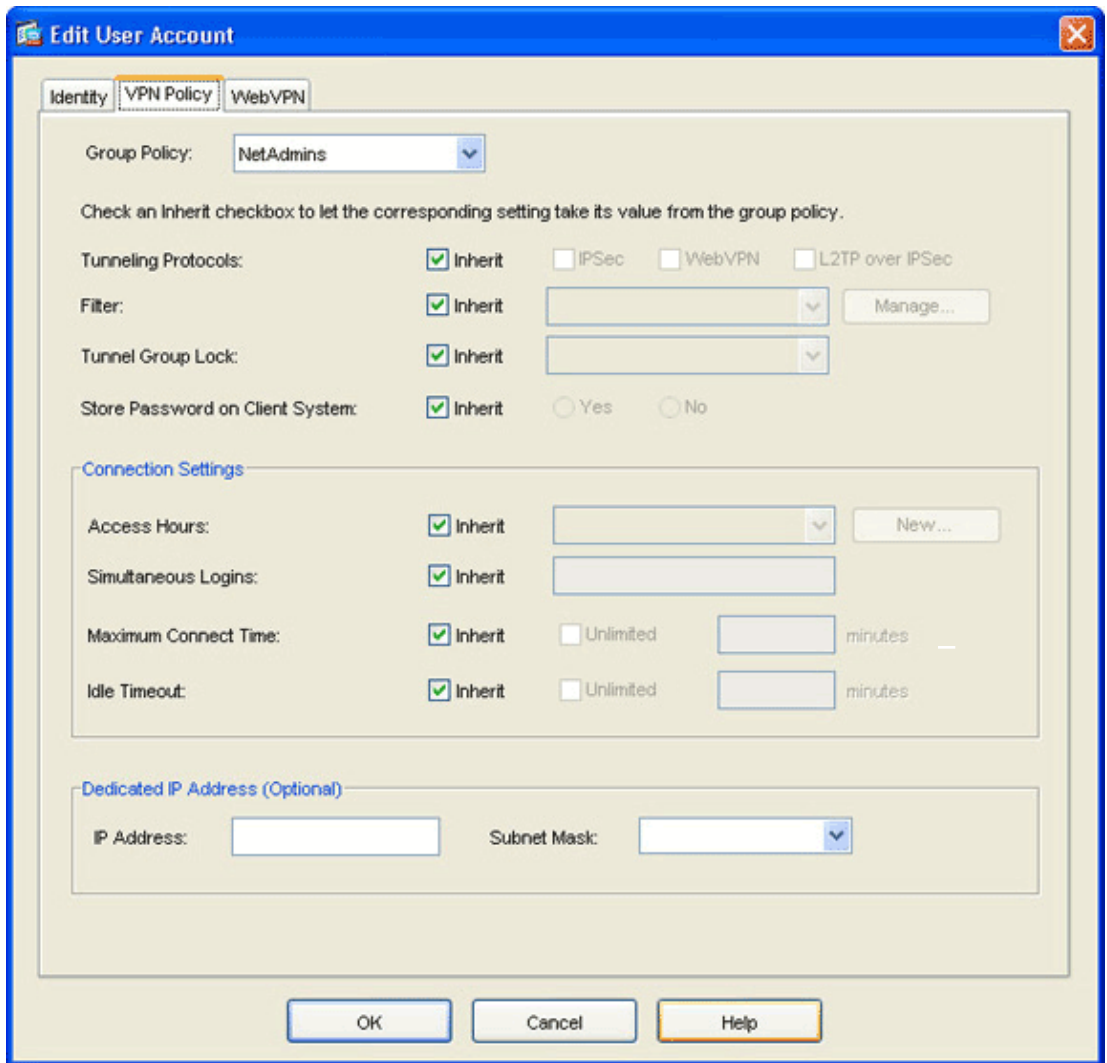 Edit User Account
Identity VPN Policy WebVPN
Group Policy: NetAdmins
Check an Inherit checkbox to let the corresponding setting take its value from the group policy.
Tunneling Protocols: Inherit IPSec WebVPN L2TP over IPSec
Filter: Inherit Manage...
Tunnel Group Lock: Inherit
Store Password on Client System: Inherit Yes No
Connection Settings
Access Hours: Inherit New...
Simultaneous Logins: Inherit
Maximum Connect Time: Inherit Unlimited minutes
Idle Timeout: Inherit Unlimited minutes
Dedicated IP Address (Optional)
IP Address: Subnet Mask:
OK Cancel Help